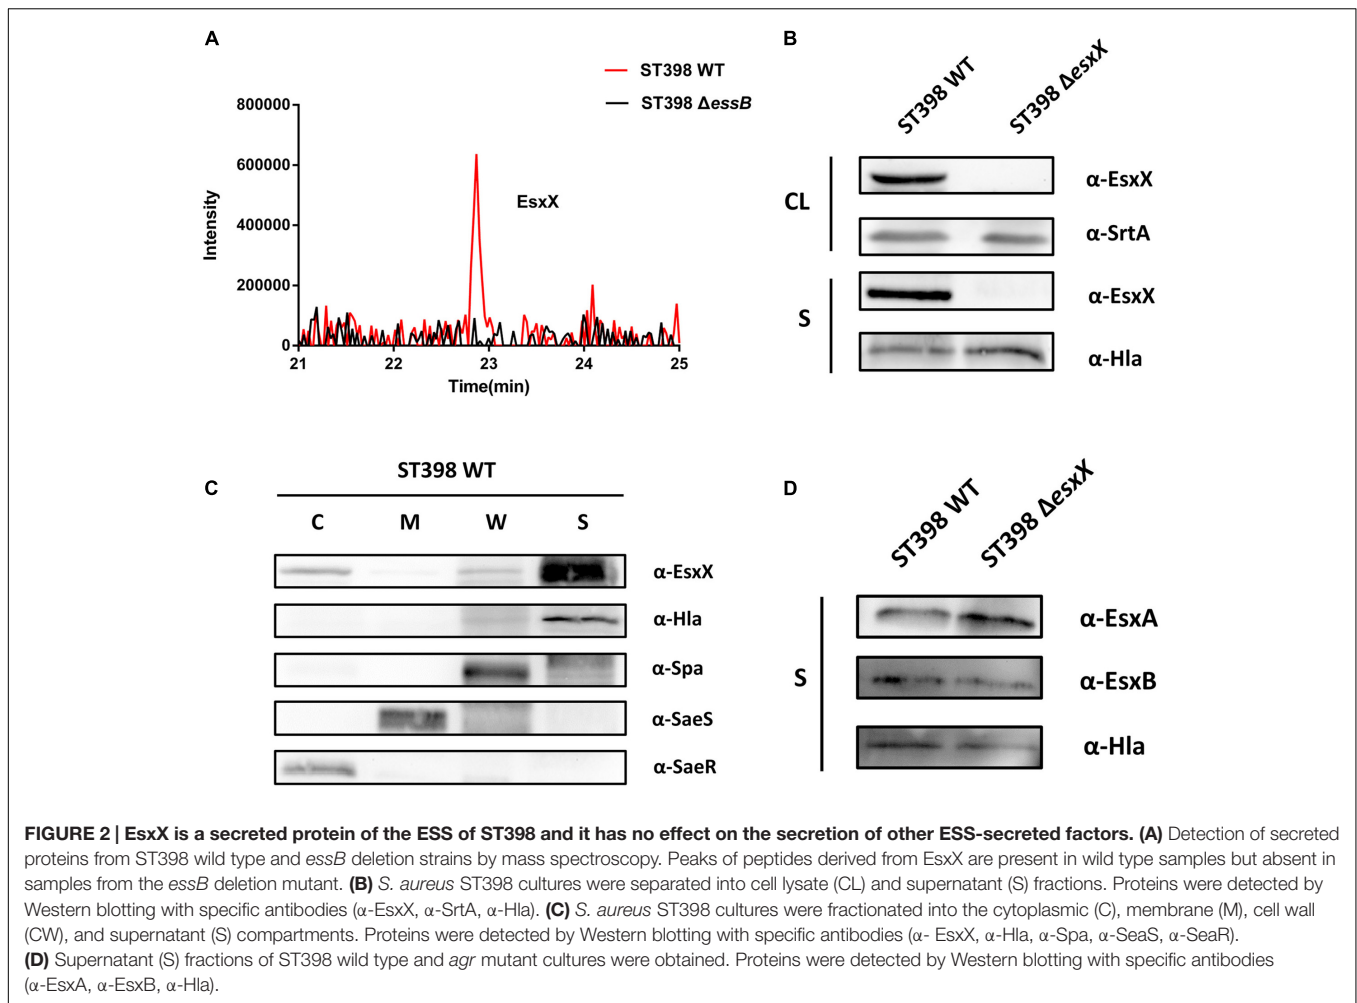 A
ST398 WT
ST398 ΔessB
800000
600000
400000
200000
0
Intensity
EsxX
21 22 23 24 25
Time(min)
B
ST398 WT
ST398 ΔesxX
CL
α-EsxX
α-SrtA
S
α-EsxX
α-Hla
C
ST398 WT
C M W S
α-EsxX
α-Hla
α-Spa
α-SaeS
α-SaeR
D
ST398 WT
ST398 ΔesxX
S
α-EsxA
α-EsxB
α-Hla
FIGURE 2 | EsxX is a secreted protein of the ESS of ST398 and it has no effect on the secretion of other ESS-secreted factors. (A) Detection of secreted
proteins from ST398 wild type and essB deletion strains by mass spectroscopy. Peaks of peptides derived from EsxX are present in wild type samples but absent in
samples from the essB deletion mutant. (B) S. aureus ST398 cultures were separated into cell lysate (CL) and supernatant (S) fractions. Proteins were detected by
Western blotting with specific antibodies (α-EsxX, α-SrtA, α-Hla). (C) S. aureus ST398 cultures were fractionated into the cytoplasmic (C), membrane (M), cell wall
(CW), and supernatant (S) compartments. Proteins were detected by Western blotting with specific antibodies (α- EsxX, α-Hla, α-Spa, α-SeaS, α-SeaR).
(D) Supernatant (S) fractions of ST398 wild type and agr mutant cultures were obtained. Proteins were detected by Western blotting with specific antibodies
(α-EsxA, α-EsxB, α-Hla).